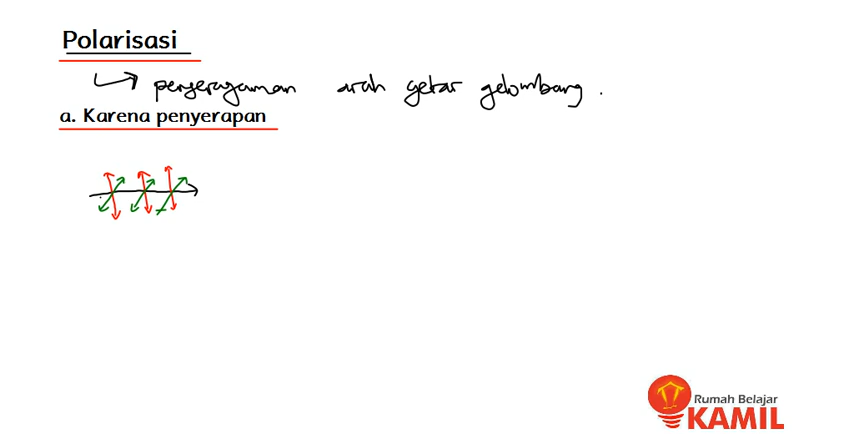 Polarisasi
penyeragaman arah getar gelombang.
a. Karena penyerapan
Rumah Belajar
KAMIL